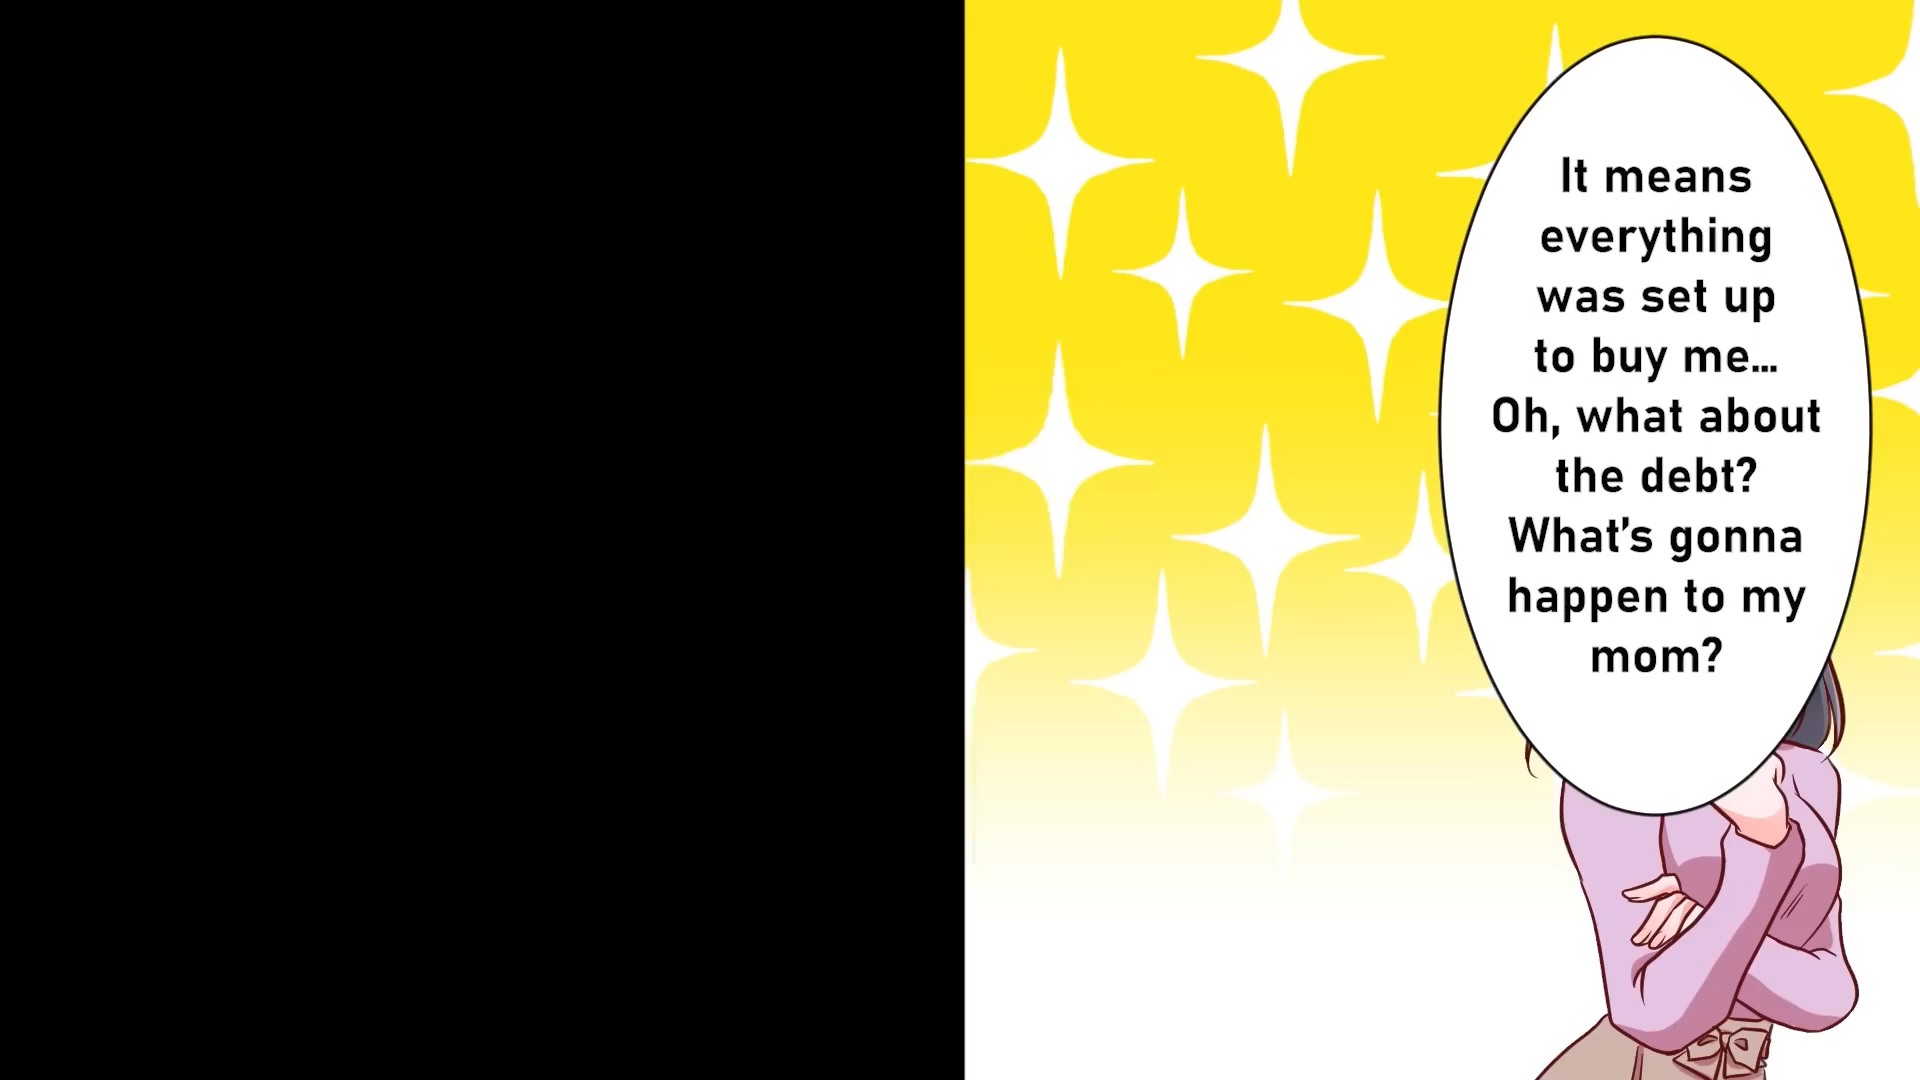 It means
everything
was set up
to buy me...
Oh, what about
the debt?
What's gonna
happen to my
mom?